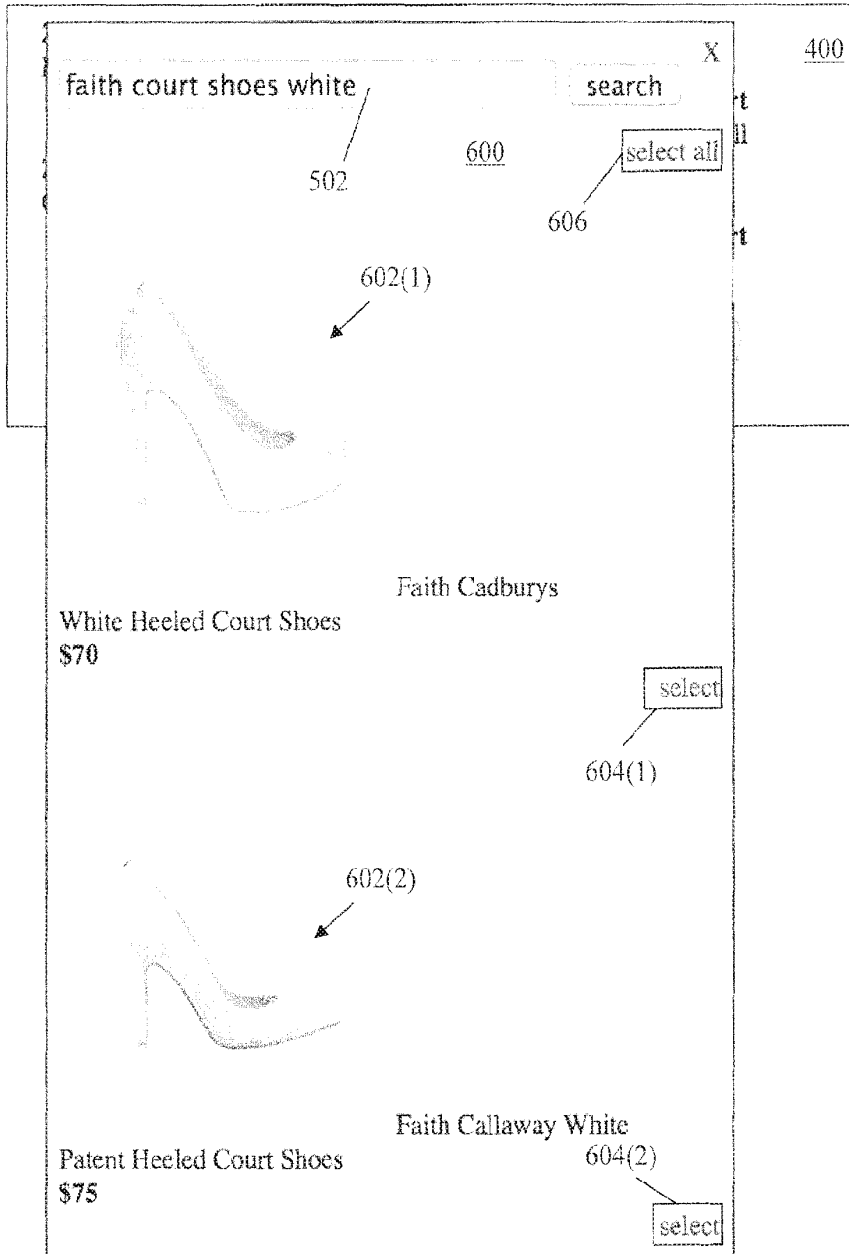 X
400
faith court shoes white
search
502
600
select all
606
602(1)
Faith Cadburys
White Heeled Court Shoes
$70
select
604(1)
602(2)
Faith Callaway White
Patent Heeled Court Shoes
604(2)
$75
select